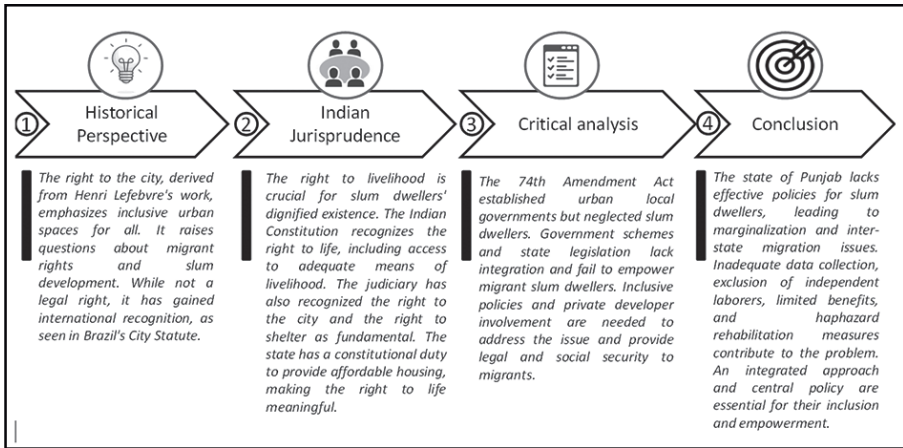 1
Historical
Perspective
The right to the city, derived
from Henri Lefebvre's work,
emphasizes inclusive urban
spaces for all. It raises
questions about migrant
rights and slum
development. While not a
legal right, it has gained
international recognition, as
seen in Brazil's City Statute.
2
Indian
Jurisprudence
The right to livelihood is
crucial for slum dwellers'
dignified existence. The Indian
Constitution recognizes the
right to life, including access
to adequate means of
livelihood. The judiciary has
also recognized the right to
the city and the right to
shelter as fundamental. The
state has a constitutional duty
to provide affordable housing,
making the right to life
meaningful.
3
Critical analysis
The 74th Amendment Act
established urban local
governments but neglected slum
dwellers. Government schemes
and state legislation lack
integration and fail to empower
migrant slum dwellers. Inclusive
policies and private developer
involvement are needed to
address the issue and provide
legal and social security to
migrants.
4
Conclusion
The state of Punjab lacks
effective policies for slum
dwellers, leading to
marginalization and inter-
state migration issues.
Inadequate data collection,
exclusion of independent
laborers, limited benefits,
and haphazard
rehabilitation measures
contribute to the problem.
An integrated approach
and central policy are
essential for their inclusion
and empowerment.